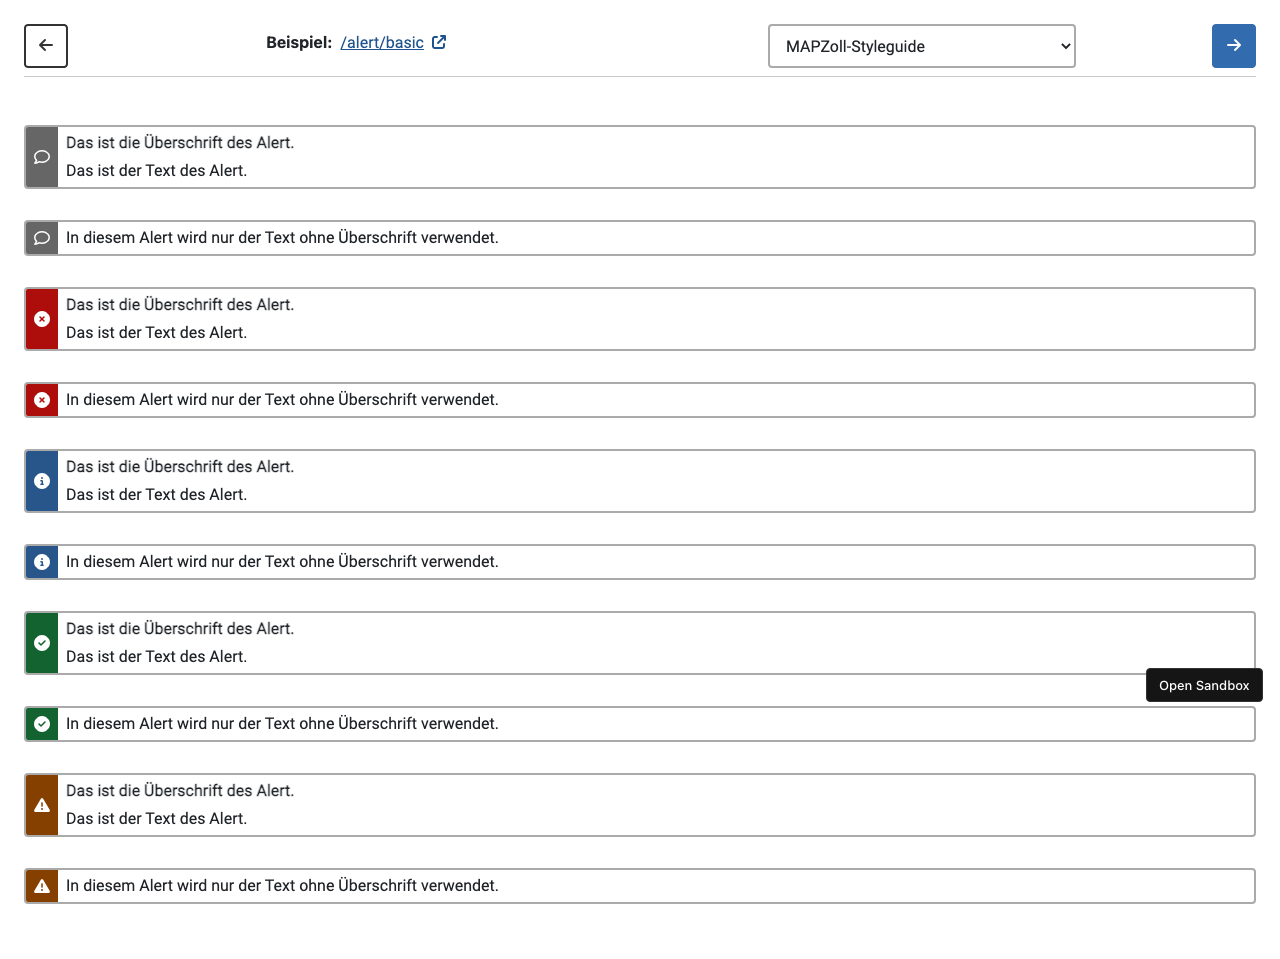 Beispiel: /alert/basic
MAPZoll-Styleguide
Das ist die Überschrift des Alert.
Das ist der Text des Alert.
In diesem Alert wird nur der Text ohne Überschrift verwendet.
Das ist die Überschrift des Alert.
Das ist der Text des Alert.
In diesem Alert wird nur der Text ohne Überschrift verwendet.
Das ist die Überschrift des Alert.
Das ist der Text des Alert.
In diesem Alert wird nur der Text ohne Überschrift verwendet.
Das ist die Überschrift des Alert.
Das ist der Text des Alert.
Open Sandbox
In diesem Alert wird nur der Text ohne Überschrift verwendet.
Das ist die Überschrift des Alert.
Das ist der Text des Alert.
In diesem Alert wird nur der Text ohne Überschrift verwendet.